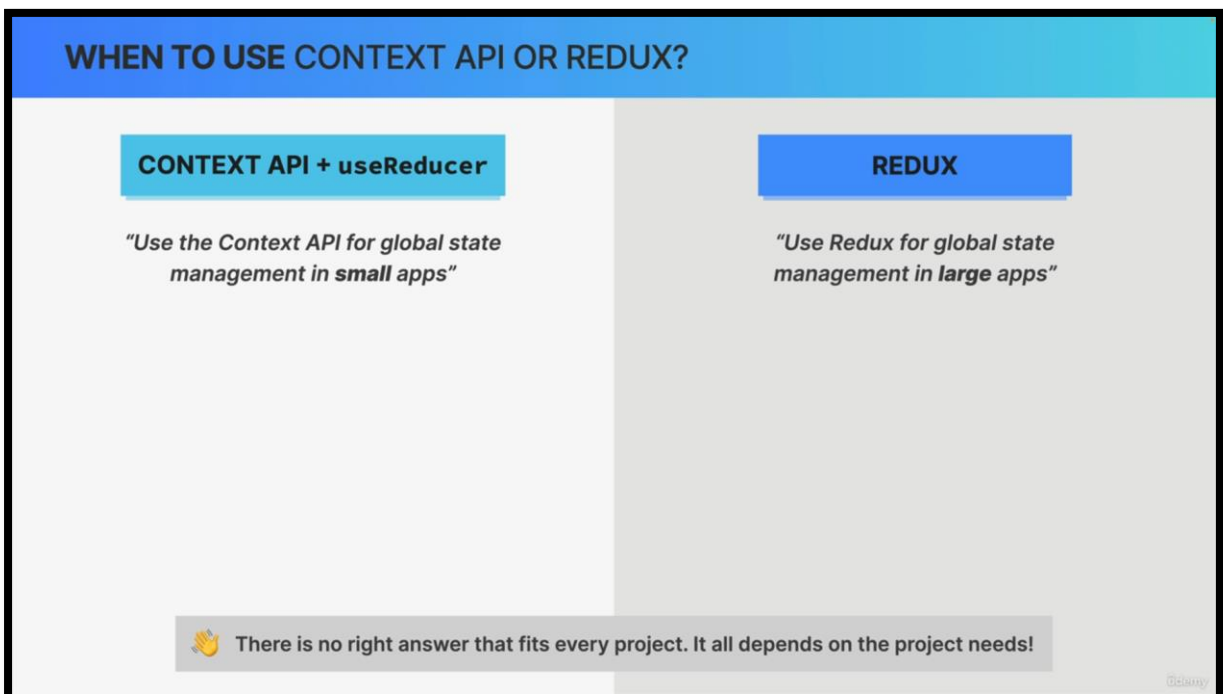 WHEN TO USE CONTEXT API OR REDUX?
CONTEXT API + useReducer
“Use the Context API for global state
management in small apps”
REDUX
“Use Redux for global state
management in large apps”
👋 There is no right answer that fits every project. It all depends on the project needs!
Udemy